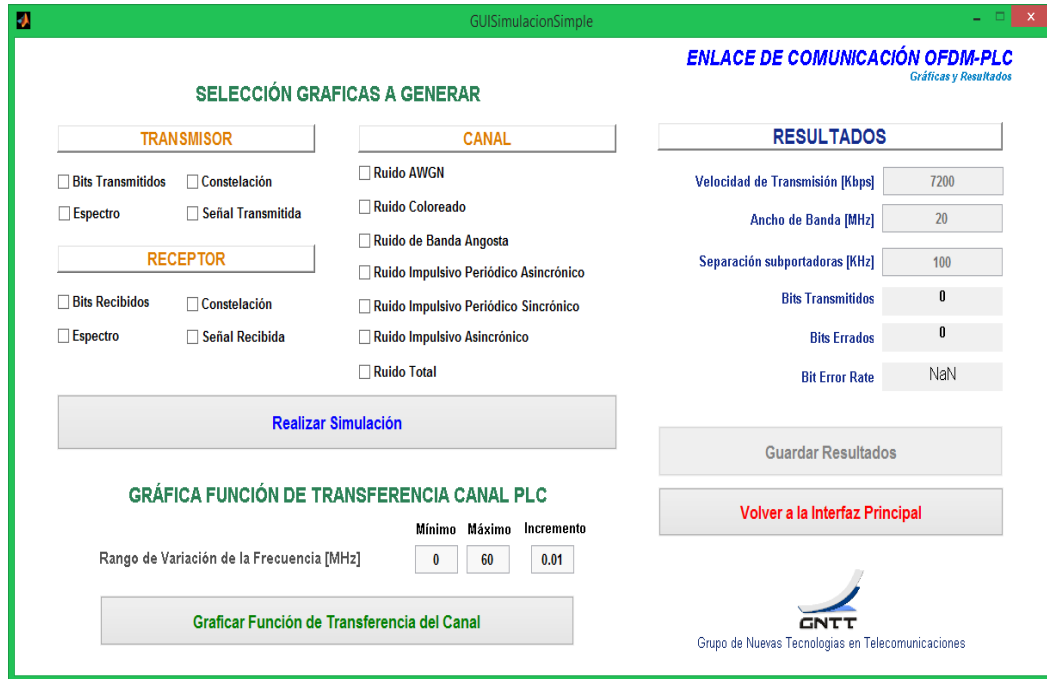 GUISimulacionSimple
ENLACE DE COMUNICACIÓN OFDM-PLC
Gráficas y Resultados
SELECCIÓN GRAFICAS A GENERAR
TRANSMISOR
Bits Transmitidos
Constelación
Espectro
Señal Transmitida
RECEPTOR
Bits Recibidos
Constelación
Espectro
Señal Recibida
CANAL
Ruido AWGN
Ruido Coloreado
Ruido de Banda Angosta
Ruido Impulsivo Periódico Asincrónico
Ruido Impulsivo Periódico Sincrónico
Ruido Impulsivo Asincrónico
Ruido Total
Realizar Simulación
GRÁFICA FUNCIÓN DE TRANSFERENCIA CANAL PLC
Mínimo Máximo Incremento
Rango de Variación de la Frecuencia [MHz] 0 60 0.01
Graficar Función de Transferencia del Canal
RESULTADOS
Velocidad de Transmisión [Kbps] 7200
Ancho de Banda [MHz] 20
Separación subportadoras [KHz] 100
Bits Transmitidos 0
Bits Errados 0
Bit Error Rate NaN
Guardar Resultados
Volver a la Interfaz Principal
GNTT
Grupo de Nuevas Tecnologias en Telecomunicaciones